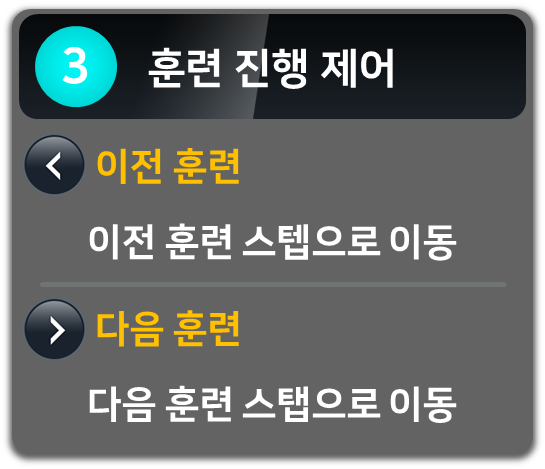 3 훈련 진행 제어
이전 훈련
이전 훈련 스텝으로 이동
다음 훈련
다음 훈련 스탭으로 이동